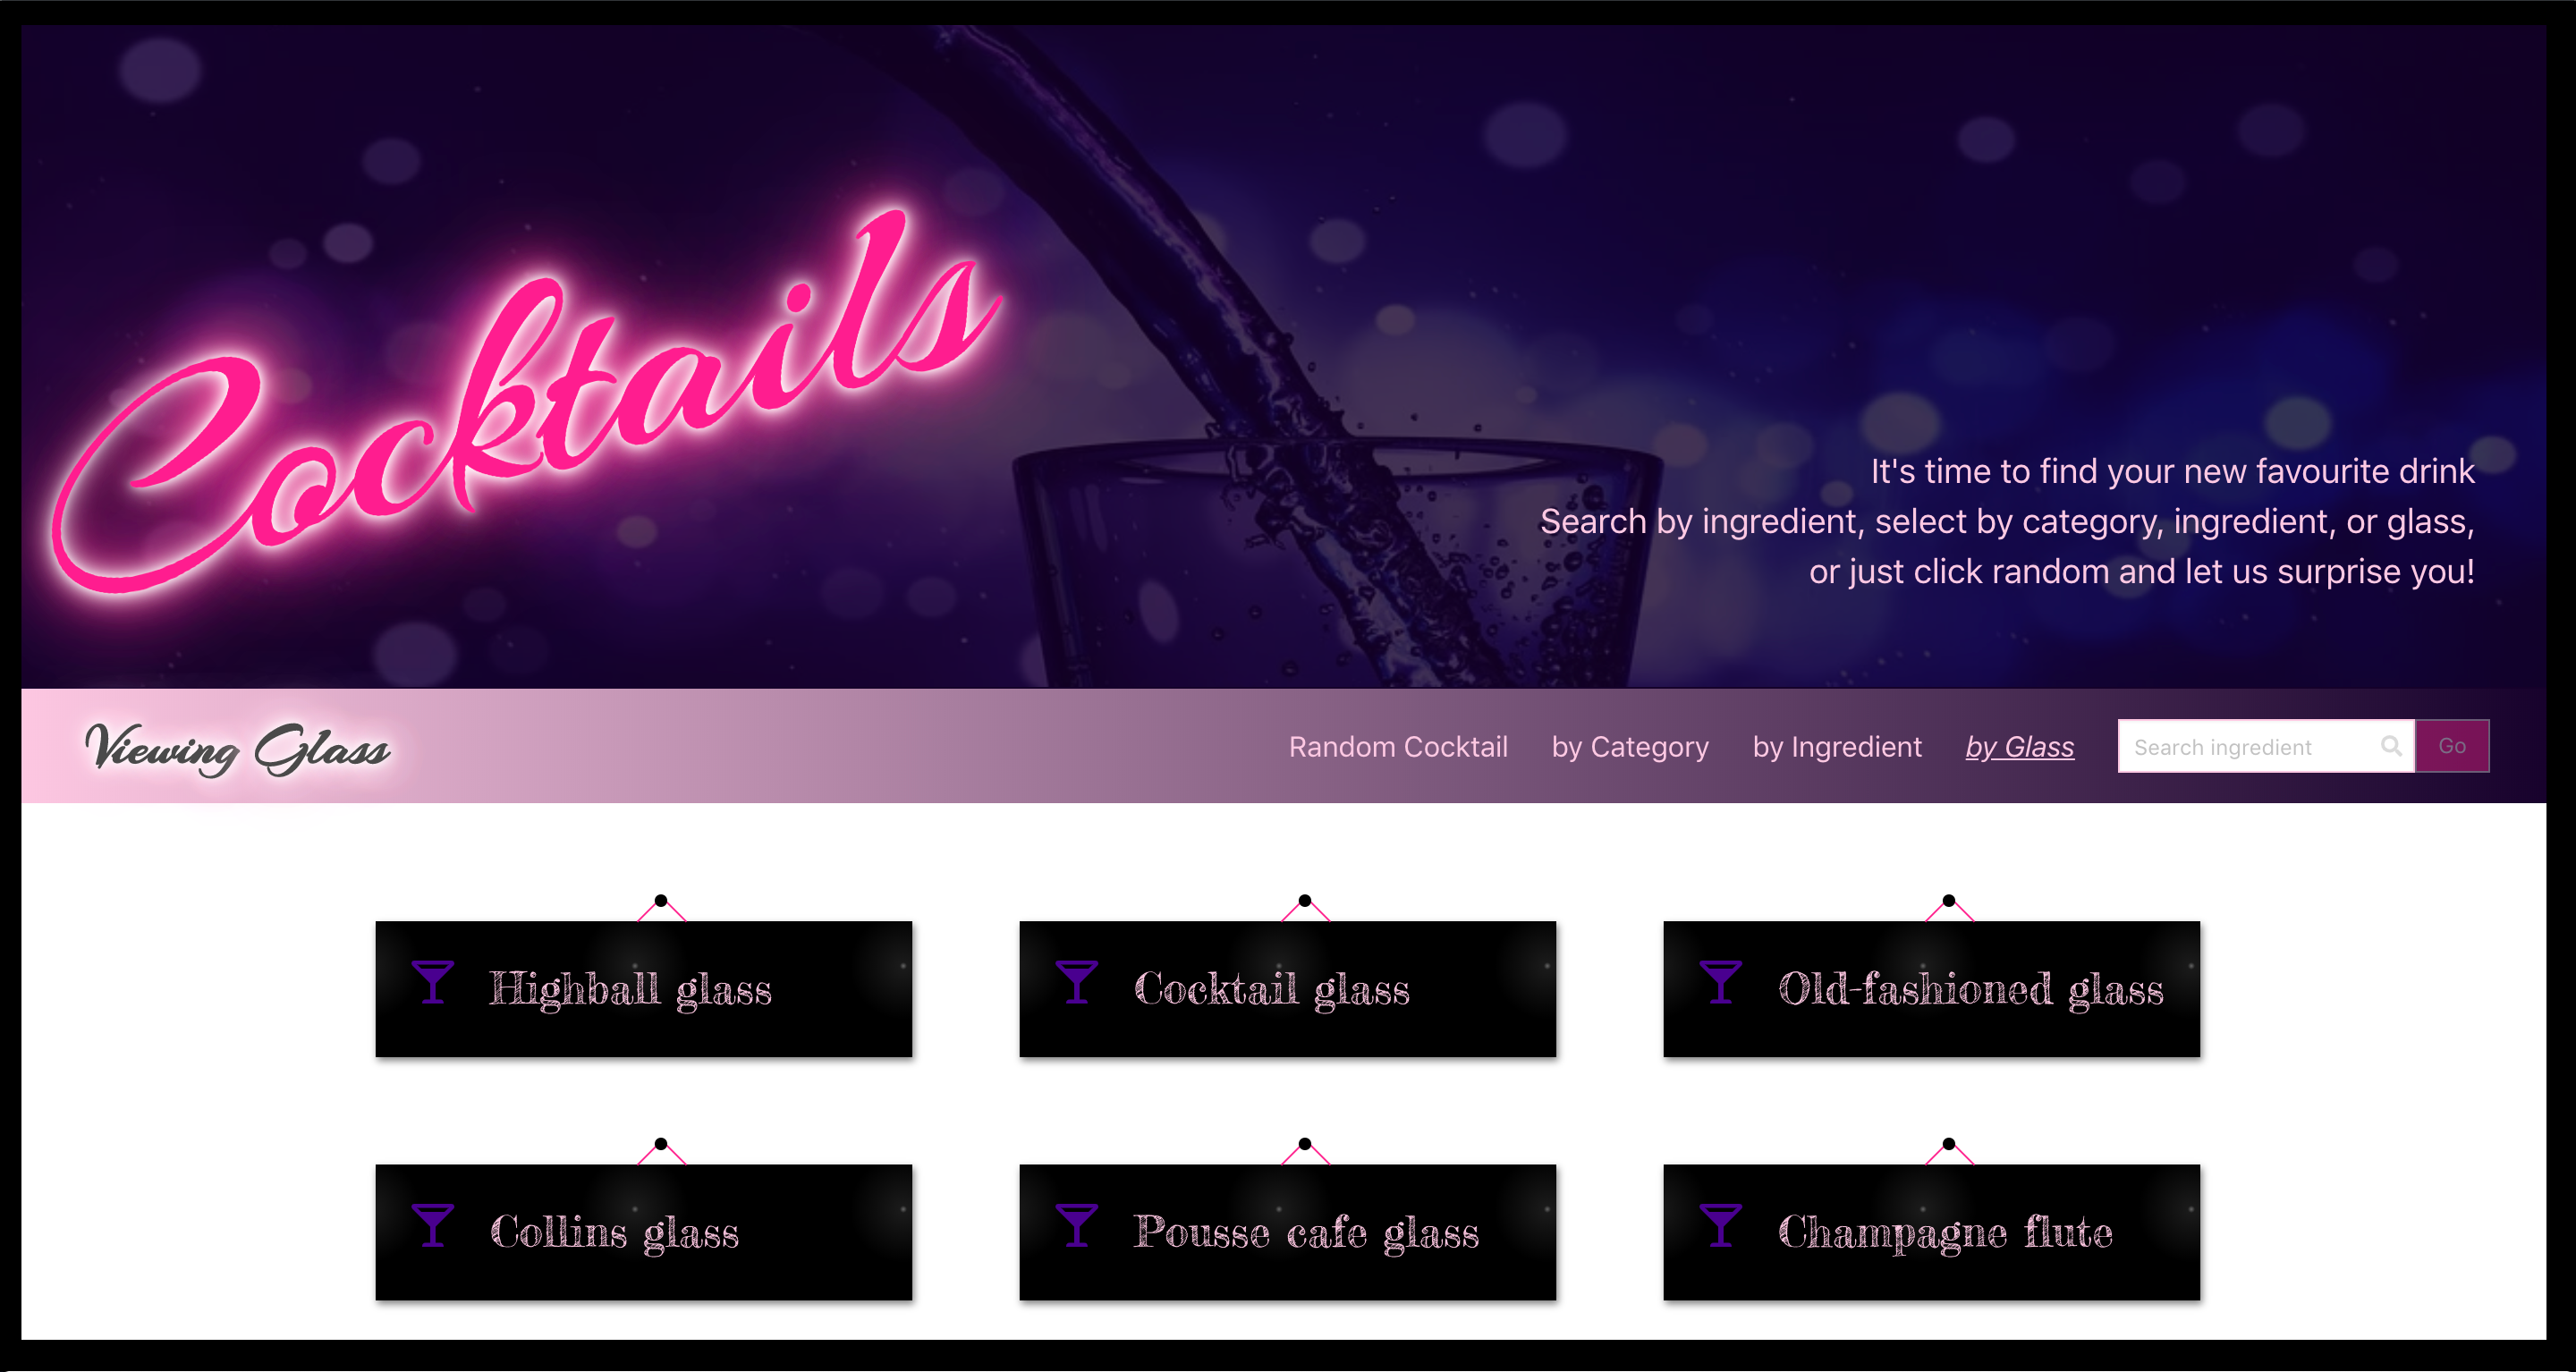 Cocktails
It's time to find your new favourite drink
Search by ingredient, select by category, ingredient, or glass,
or just click random and let us surprise you!
Viewing Glass
Random Cocktail
by Category
by Ingredient
by Glass
Search ingredient
Go
Highball glass
Cocktail glass
Old-fashioned glass
Collins glass
Pousse cafe glass
Champagne flute